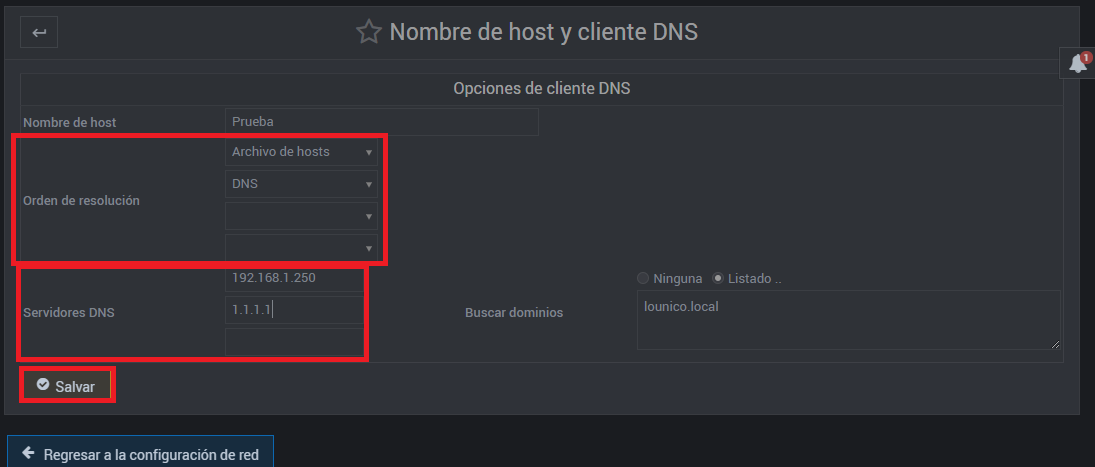 Nombre de host y cliente DNS
1
Opciones de cliente DNS
Nombre de host
Prueba
Orden de resolución
Archivo de hosts
DNS
Servidores DNS
192.168.1.250
1.1.1.1
Buscar dominios
Ninguna
Listado ..
lounico.local
Salvar
Regresar a la configuración de red